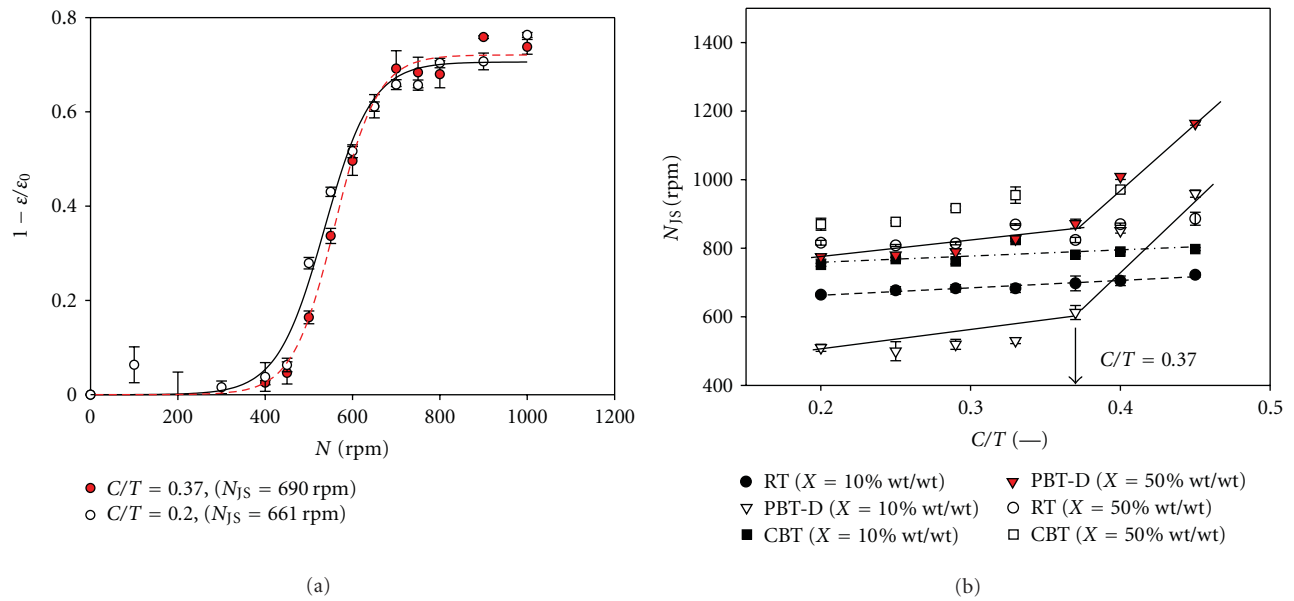 0.8
0.6
0.4
0.2
0
1 − ε/ε0
0 200 400 600 800 1000 1200
N (rpm)
C/T = 0.37, (NJS = 690 rpm)
C/T = 0.2, (NJS = 661 rpm)
(a)
1400
1200
1000
800
600
400
NJS (rpm)
C/T = 0.37
0.2 0.3 0.4 0.5
C/T (—)
RT (X = 10% wt/wt)
PBT-D (X = 10% wt/wt)
CBT (X = 10% wt/wt)
PBT-D (X = 50% wt/wt)
RT (X = 50% wt/wt)
CBT (X = 50% wt/wt)
(b)